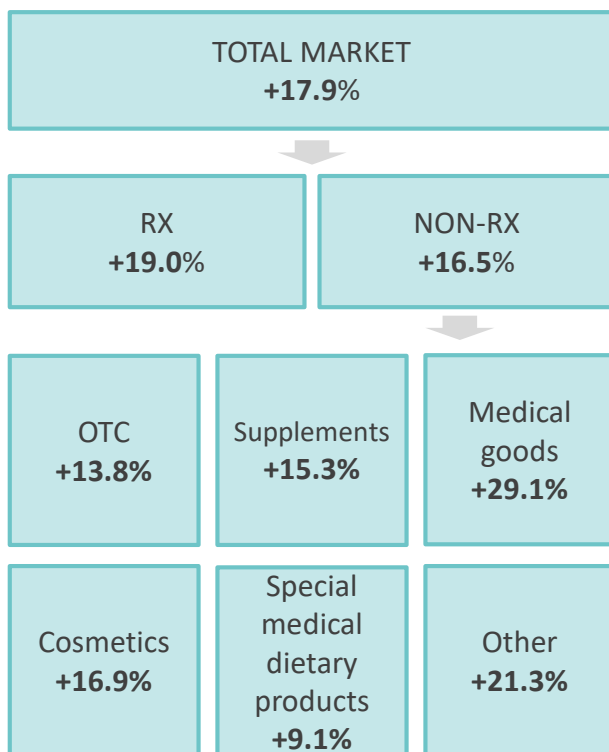 TOTAL MARKET
+17.9%
RX
+19.0%
NON-RX
+16.5%
OTC
+13.8%
Supplements
+15.3%
Medical
goods
+29.1%
Cosmetics
+16.9%
Special
medical
dietary
products
+9.1%
Other
+21.3%